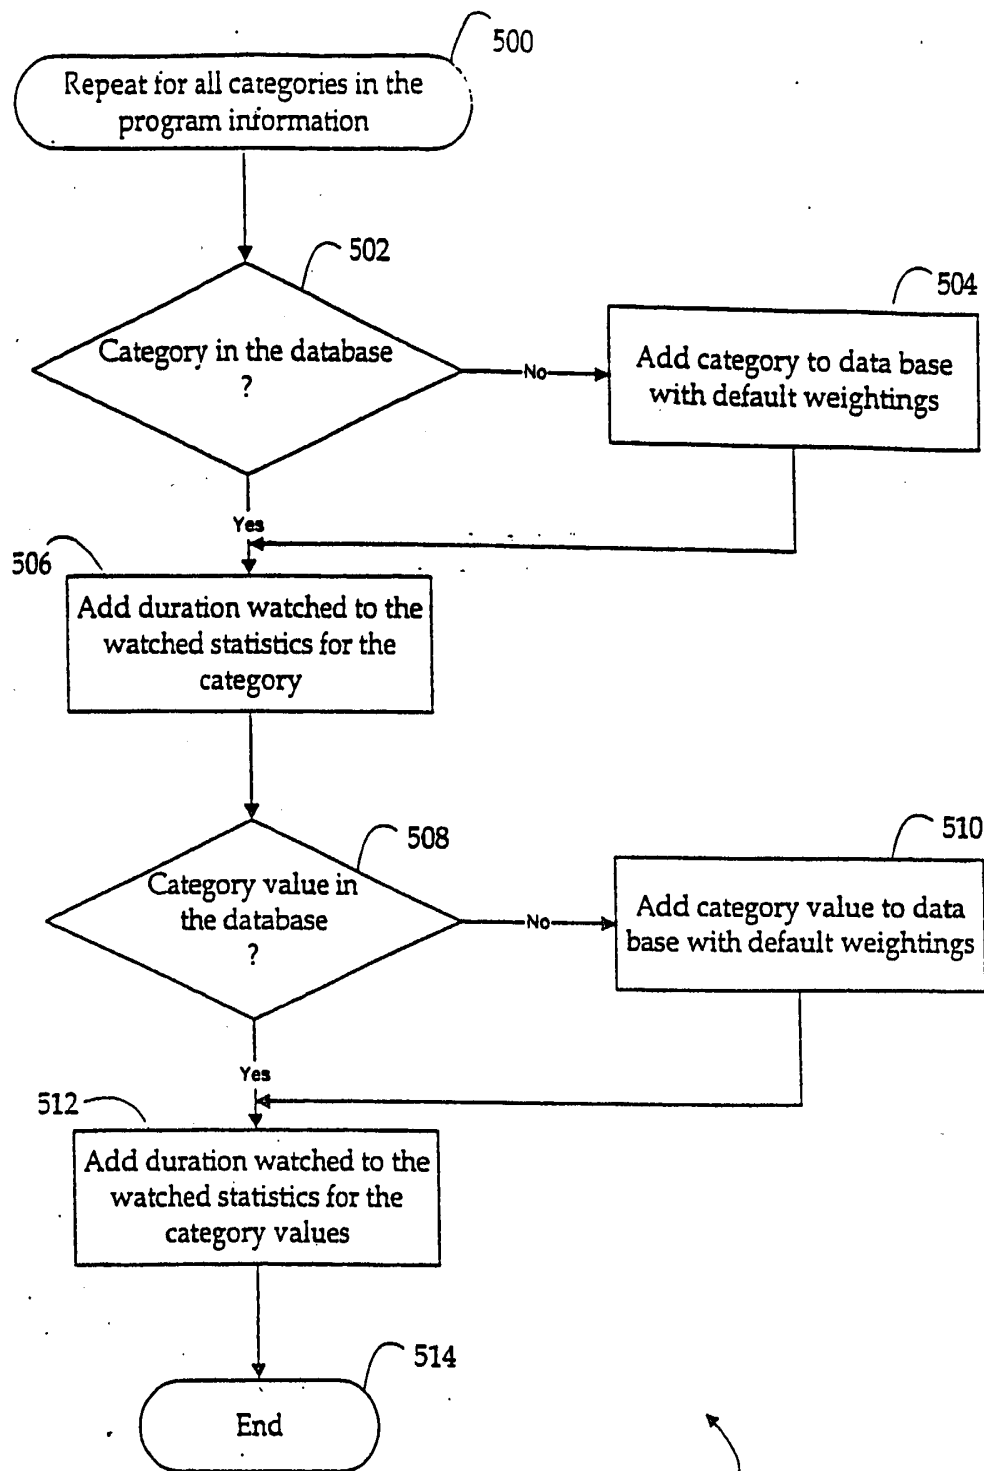 500
Repeat for all categories in the
program information
502
Category in the database
?
No
504
Add category to data base
with default weightings
Yes
506
Add duration watched to the
watched statistics for the
category
508
Category value in
the database
?
No
510
Add category value to data
base with default weightings
Yes
512
Add duration watched to the
watched statistics for the
category values
514
End